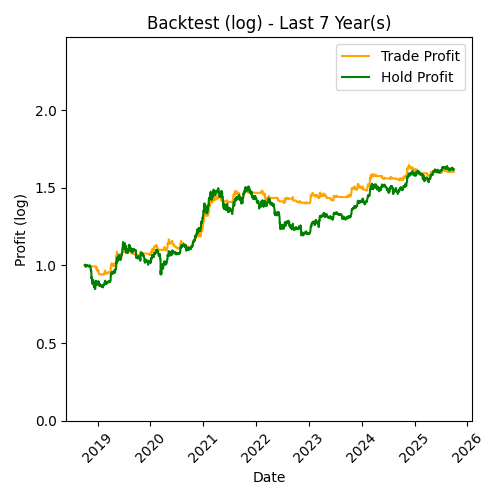 Backtest (log) - Last 7 Year(s)
Trade Profit
Hold Profit
Profit (log)
2.0
1.5
1.0
0.5
0.0
2019 2020 2021 2022 2023 2024 2025 2026
Date